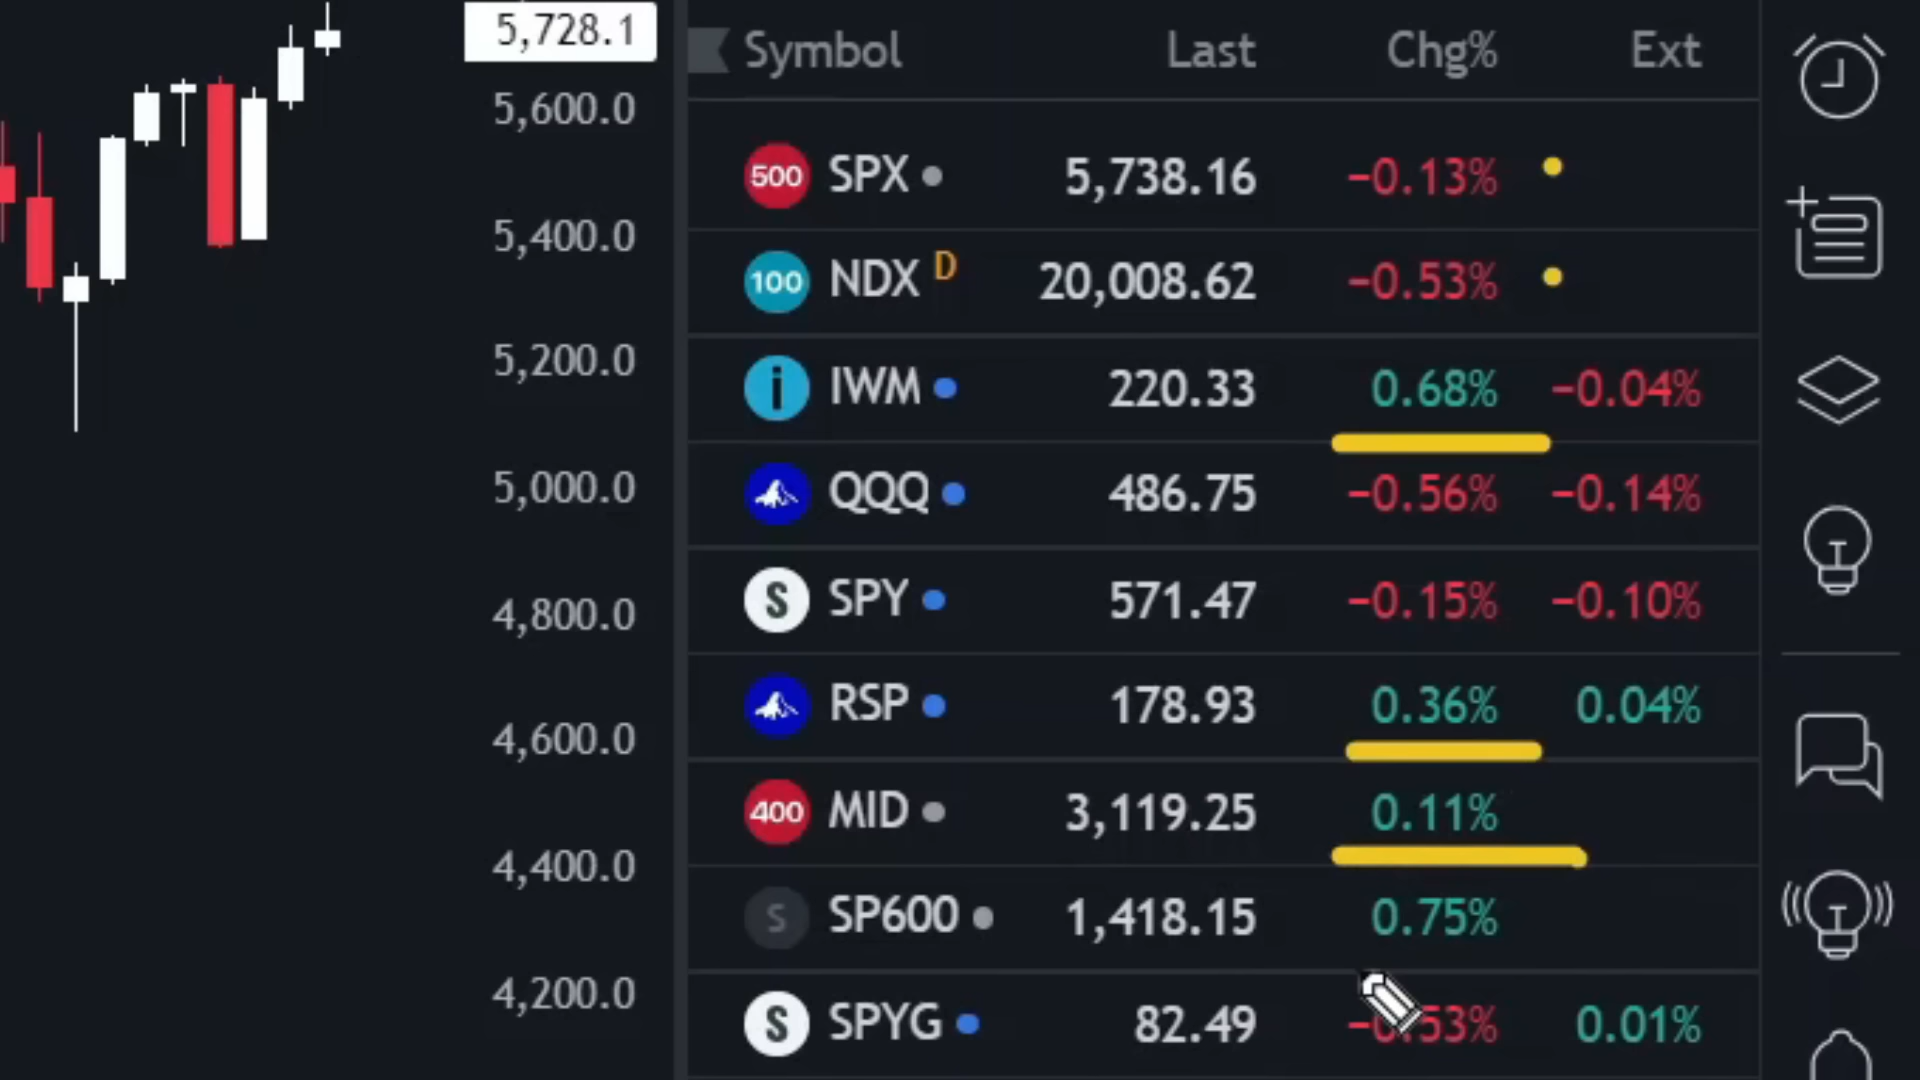 5,728.1
5,600.0
5,400.0
5,200.0
5,000.0
4,800.0
4,600.0
4,400.0
4,200.0
Symbol Last Chg% Ext
500 SPX 5,738.16 −0.13%
100 NDX D 20,008.62 −0.53%
i IWM 220.33 0.68% −0.04%
QQQ 486.75 −0.56% −0.14%
S SPY 571.47 −0.15% −0.10%
RSP 178.93 0.36% 0.04%
400 MID 3,119.25 0.11%
S SP600 1,418.15 0.75%
S SPYG 82.49 −0.53% 0.01%